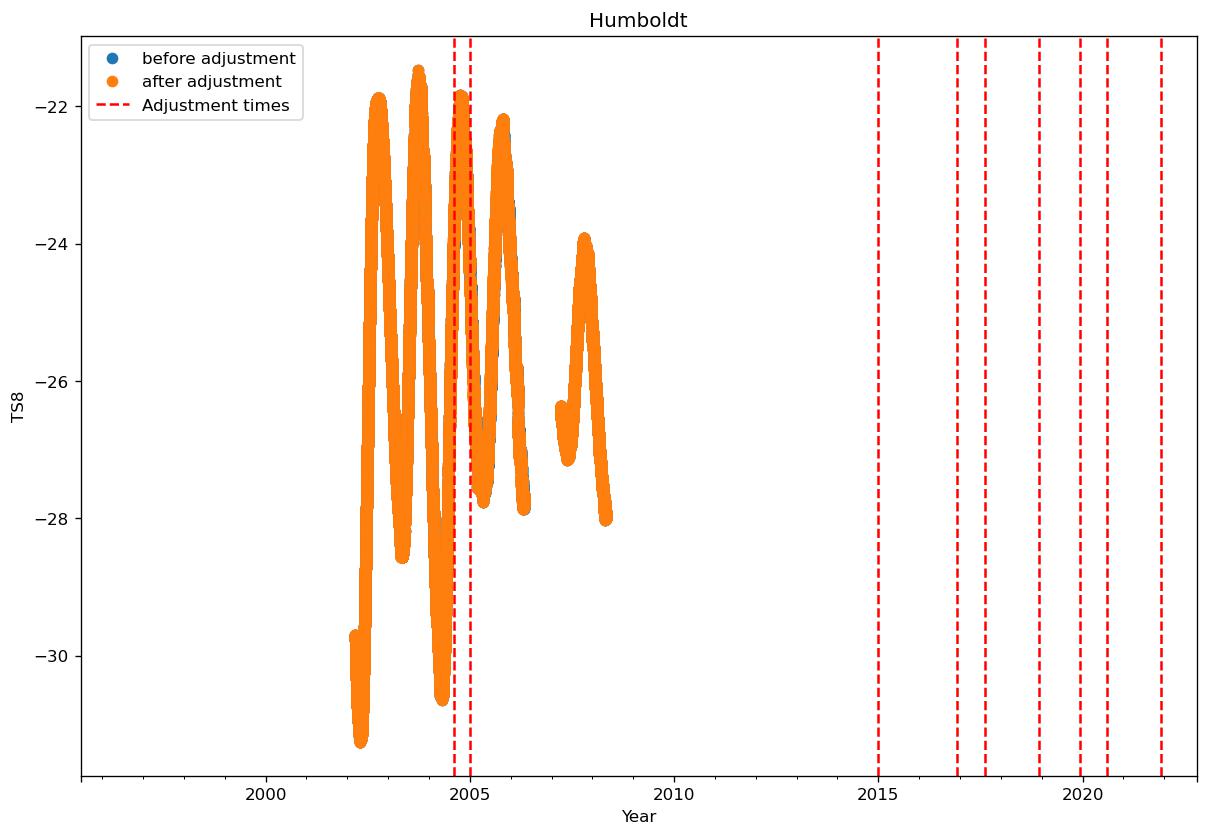 Humboldt
before adjustment
after adjustment
Adjustment times
−22
−24
−26
−28
−30
TS8
2000
2005
2010
2015
2020
Year